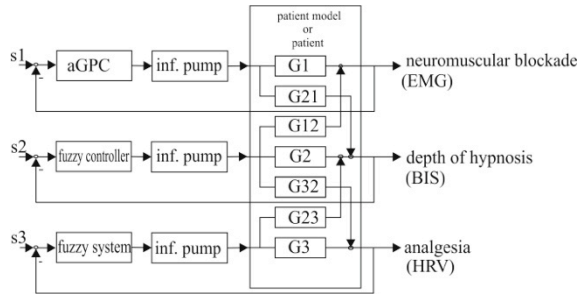 patient model
or
patient
s1
aGPC
inf. pump
G1
neuromuscular blockade
(EMG)
-
G21
G12
s2
fuzzy controller
inf. pump
G2
depth of hypnosis
(BIS)
-
G32
G23
s3
fuzzy system
inf. pump
G3
analgesia
(HRV)
-